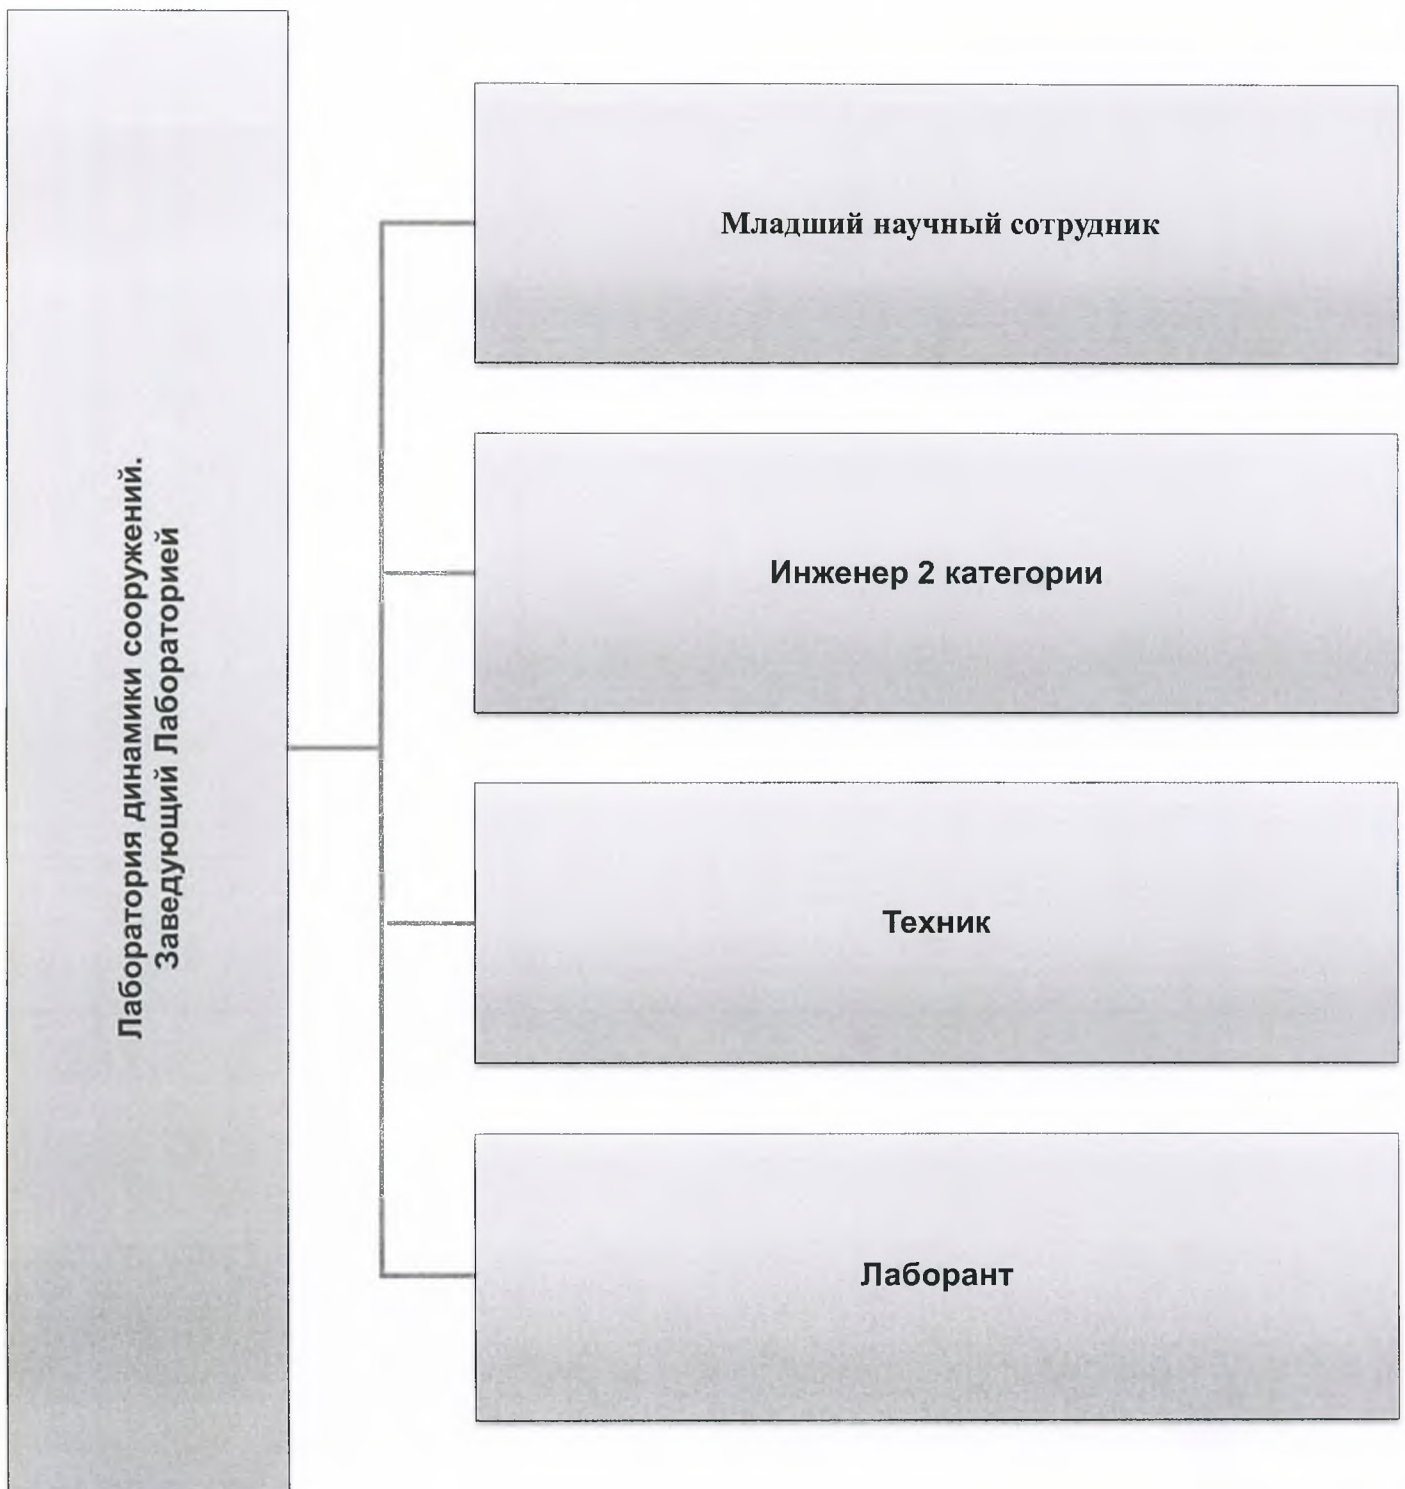 Лаборатория динамики сооружений.
Заведующий Лабораторией
Младший научный сотрудник
Инженер 2 категории
Техник
Лаборант